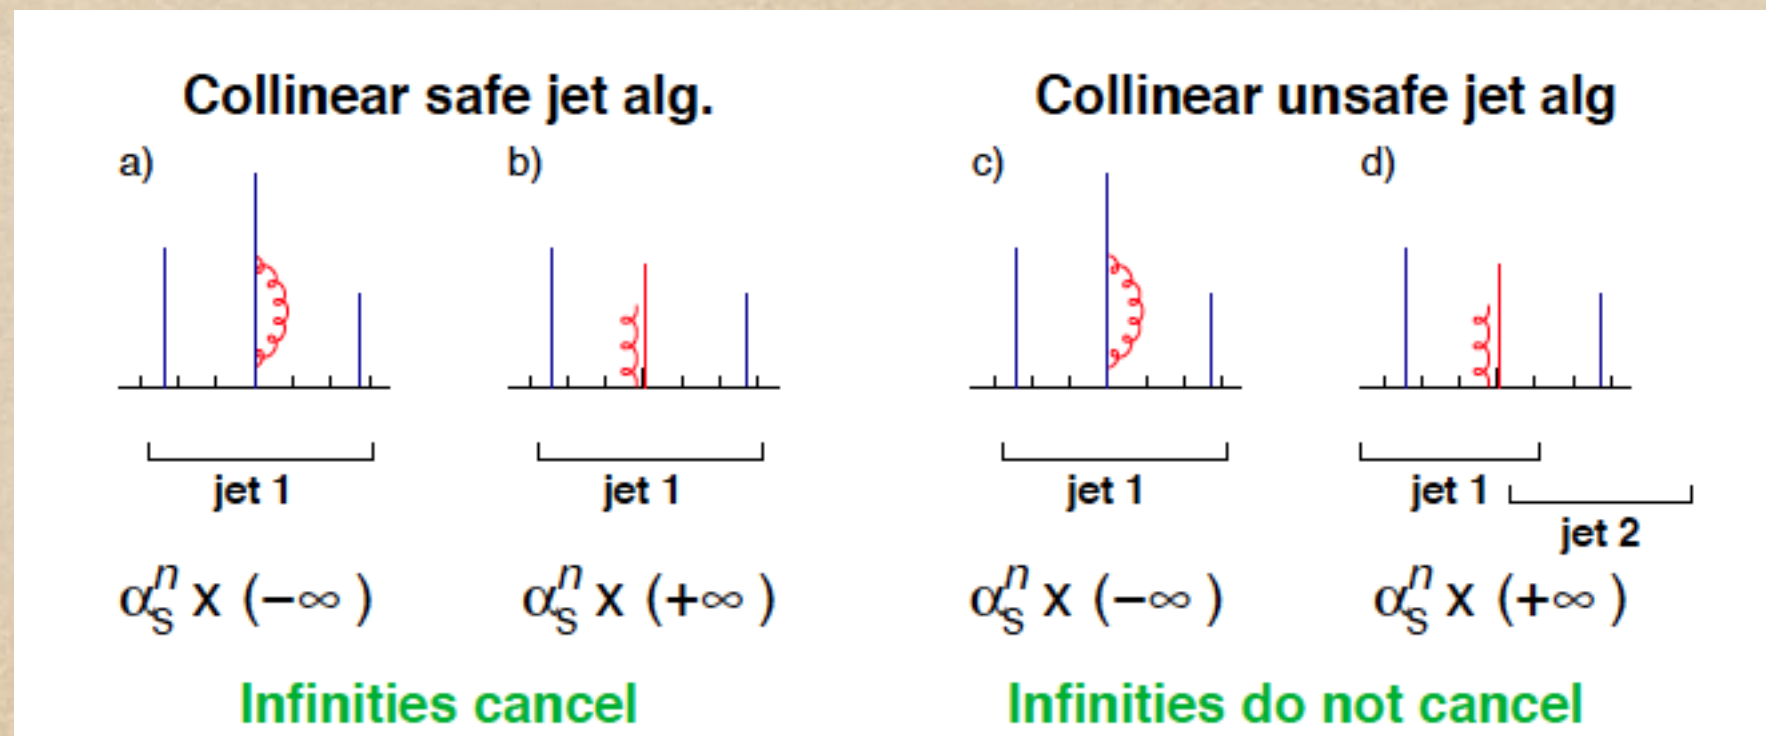 Collinear safe jet alg.
Collinear unsafe jet alg
a)
b)
c)
d)
jet 1
jet 1
jet 1
jet 1
jet 2
αₛⁿ x (−∞)
αₛⁿ x (+∞)
αₛⁿ x (−∞)
αₛⁿ x (+∞)
Infinities cancel
Infinities do not cancel